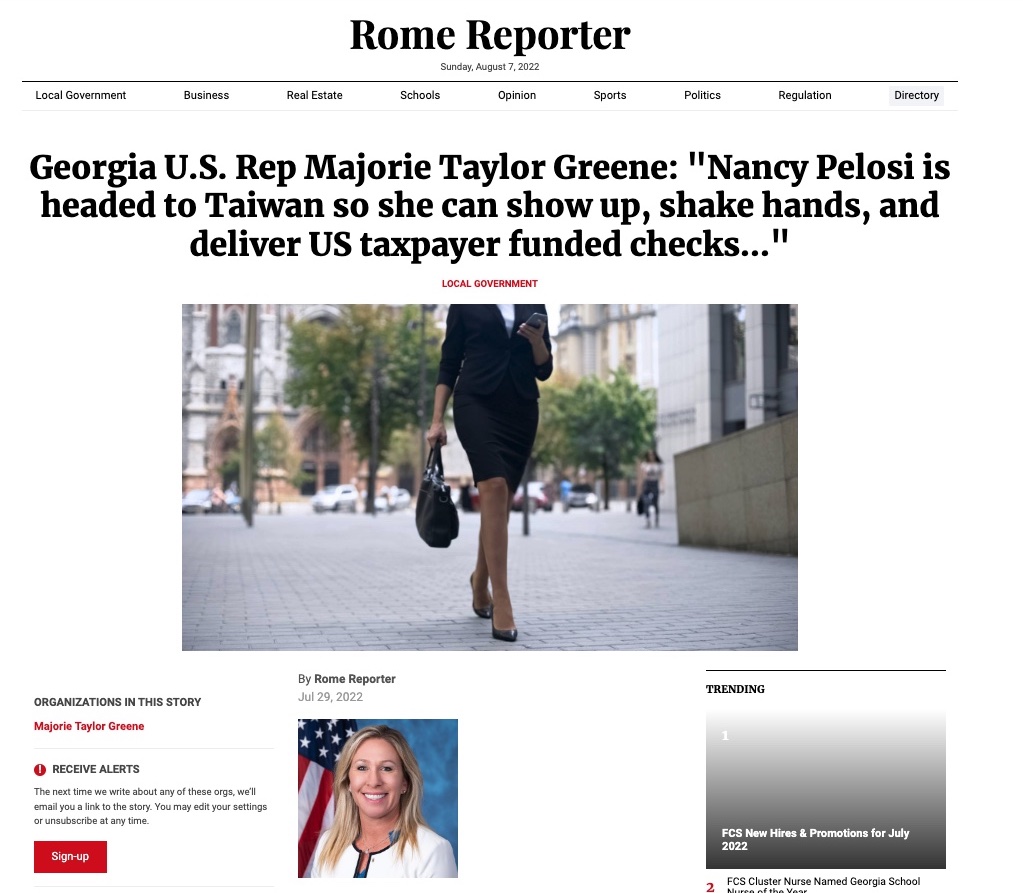 Rome Reporter
Sunday, August 7, 2022
Local Government Business Real Estate Schools Opinion Sports Politics Regulation Directory
Georgia U.S. Rep Majorie Taylor Greene: "Nancy Pelosi is
headed to Taiwan so she can show up, shake hands, and
deliver US taxpayer funded checks..."
LOCAL GOVERNMENT
ORGANIZATIONS IN THIS STORY
Majorie Taylor Greene
! RECEIVE ALERTS
The next time we write about any of these orgs, we'll
email you a link to the story. You may edit your settings
or unsubscribe at any time.
Sign-up
By Rome Reporter
Jul 29, 2022
TRENDING
1
FCS New Hires & Promotions for July
2022
2 FCS Cluster Nurse Named Georgia School
Nurse of the Year